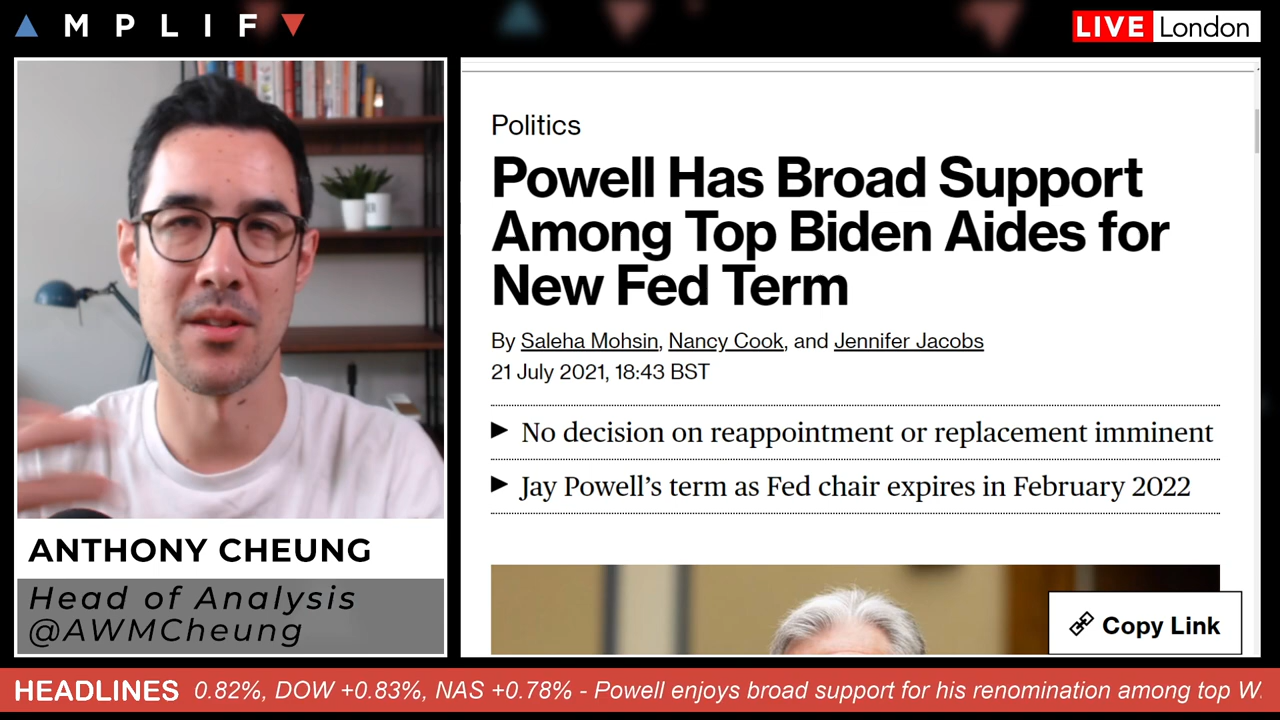 AMPLIFY
LIVE London
Politics
Powell Has Broad Support
Among Top Biden Aides for
New Fed Term
By Saleha Mohsin, Nancy Cook, and Jennifer Jacobs
21 July 2021, 18:43 BST
No decision on reappointment or replacement imminent
Jay Powell's term as Fed chair expires in February 2022
Copy Link
ANTHONY CHEUNG
Head of Analysis
@AWMCheung
HEADLINES 0.82%, DOW +0.83%, NAS +0.78% - Powell enjoys broad support for his renomination among top W